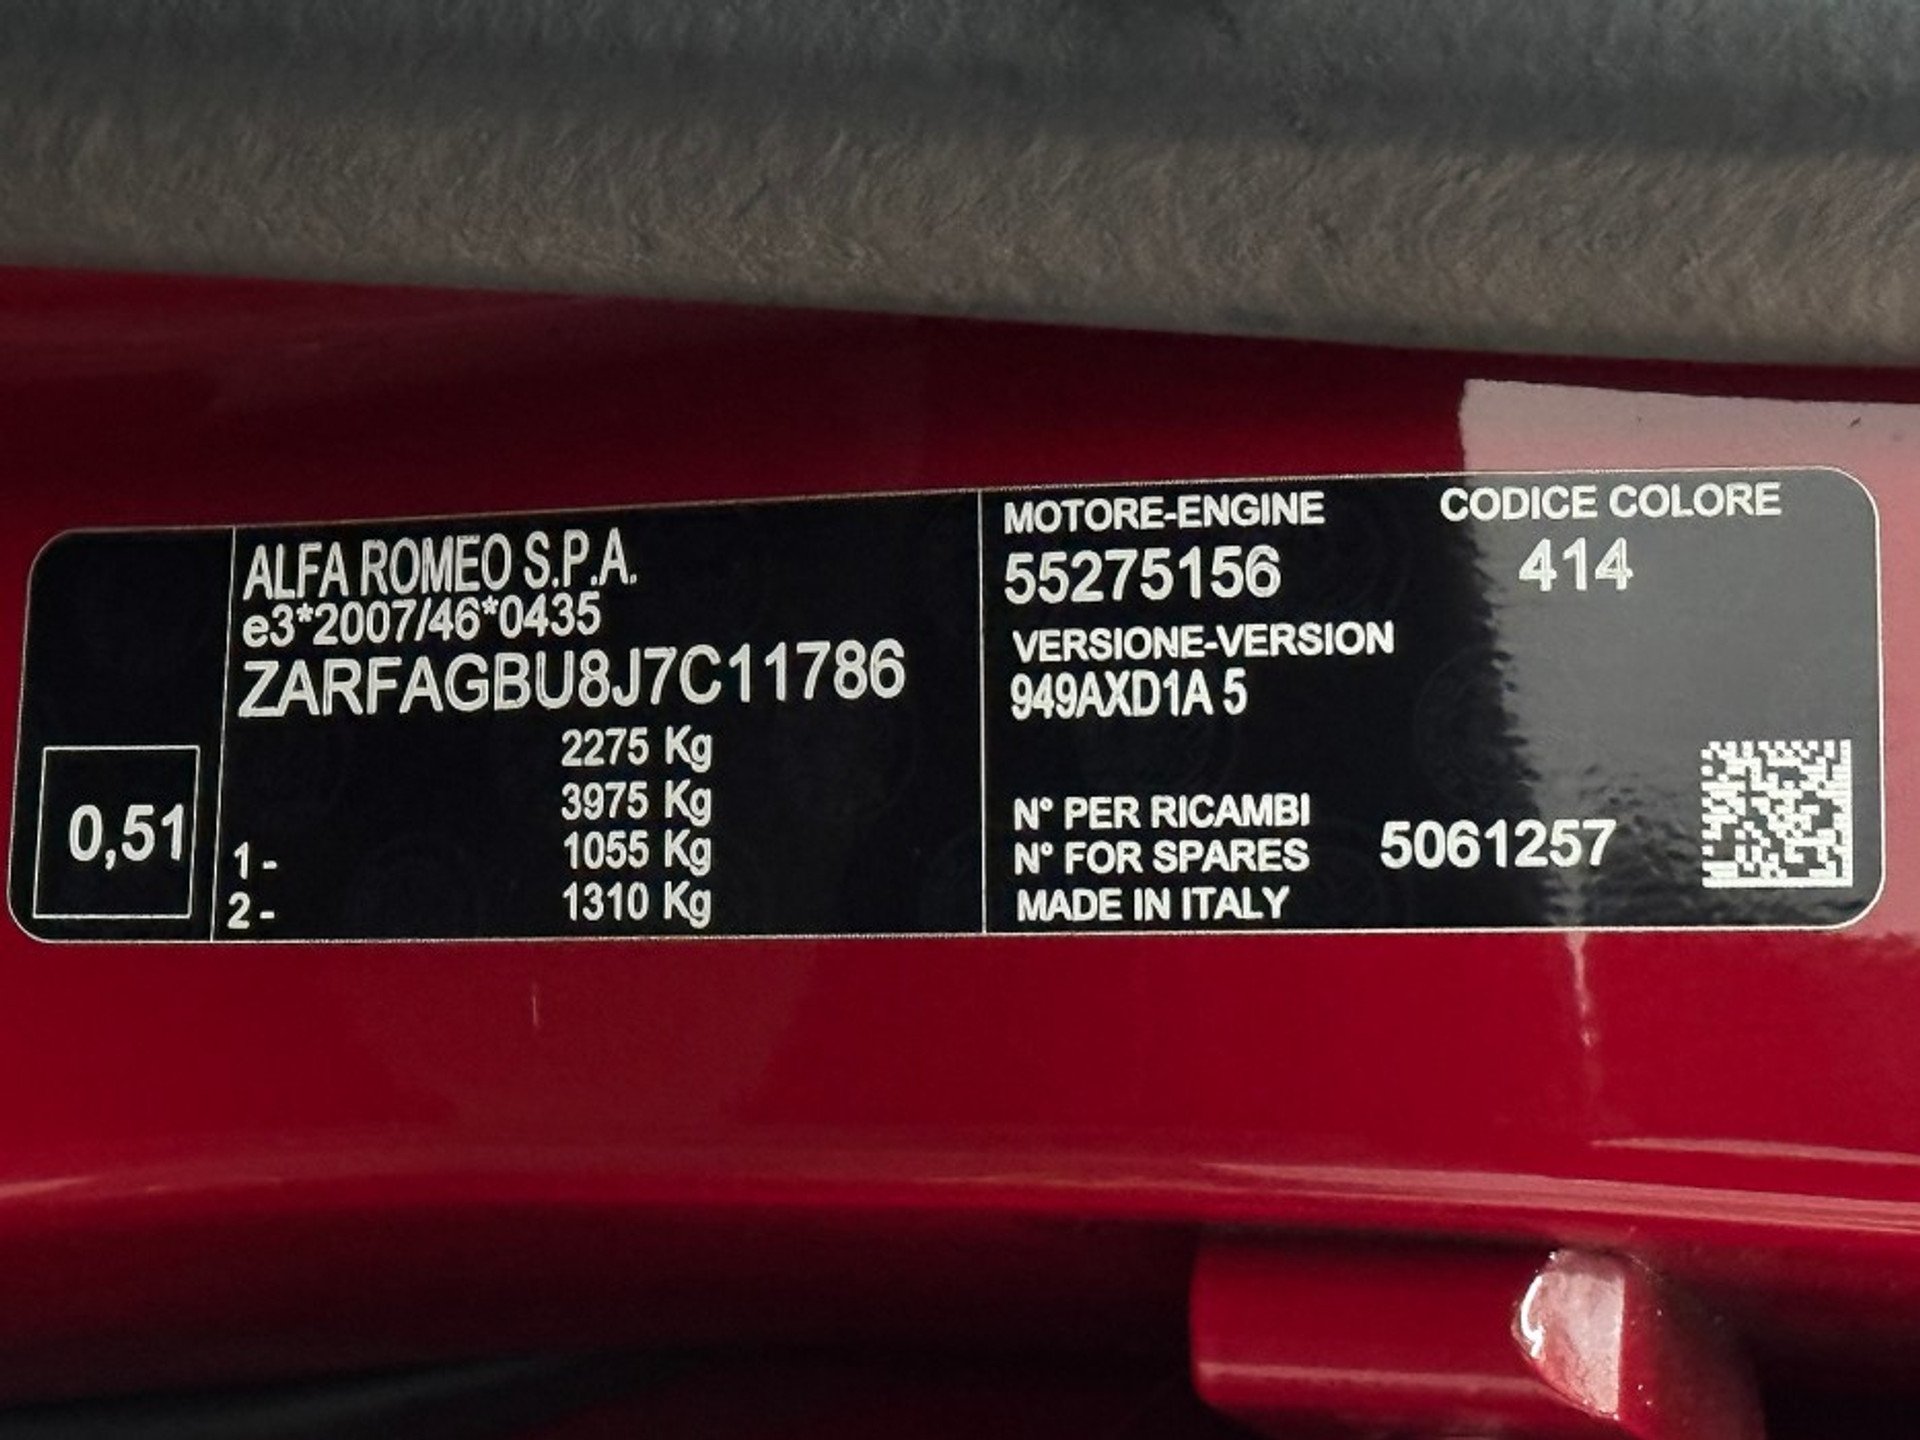 ALFA ROMEO S.P.A.
e3*2007/46*0435
ZARFAGBU8J7C11786
2275 Kg
3975 Kg
1- 1055 Kg
2- 1310 Kg
0,51
MOTORE-ENGINE
55275156
CODICE COLORE
414
VERSIONE-VERSION
949AXD1A 5
N° PER RICAMBI
N° FOR SPARES 5061257
MADE IN ITALY